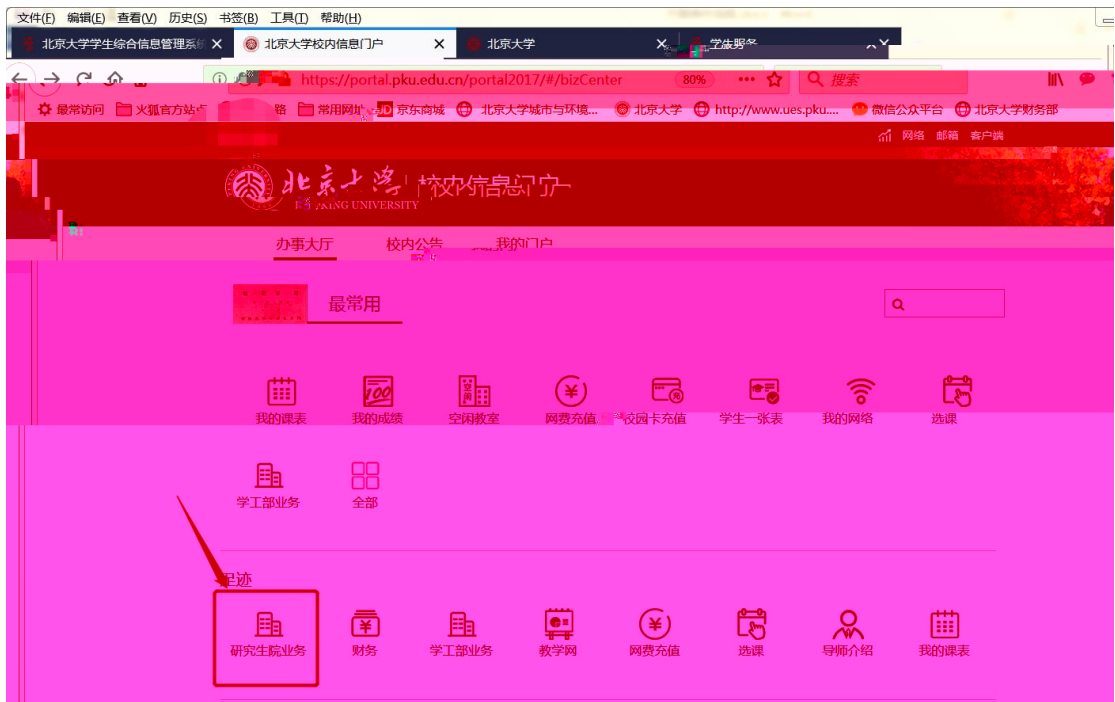 文件(F) 编辑(E) 查看(V) 历史(S) 书签(B) 工具(T) 帮助(H)
北京大学学生综合信息管理系统 北京大学校内信息门户 北京大学
https://portal.pku.edu.cn/portal2017/#/bizCenter 80% 搜索
最常访问 火狐官方站点 常用网址 JD 京东商城 北京大学城市与环境... 北京大学 http://www.ues.pku.... 微信公众平台 北京大学财务部
网络 邮箱 客户端
北京大学 校内信息门户
UNIVERSITY
办事大厅 校内公告 我的门户
最常用
我的课表 我的成绩 空闲教室 网费充值 校园卡充值 学生一张表 我的网络 选课
学工部业务 全部
足迹
研究生院业务 财务 学工部业务 教学网 网费充值 选课 导师介绍 我的课表